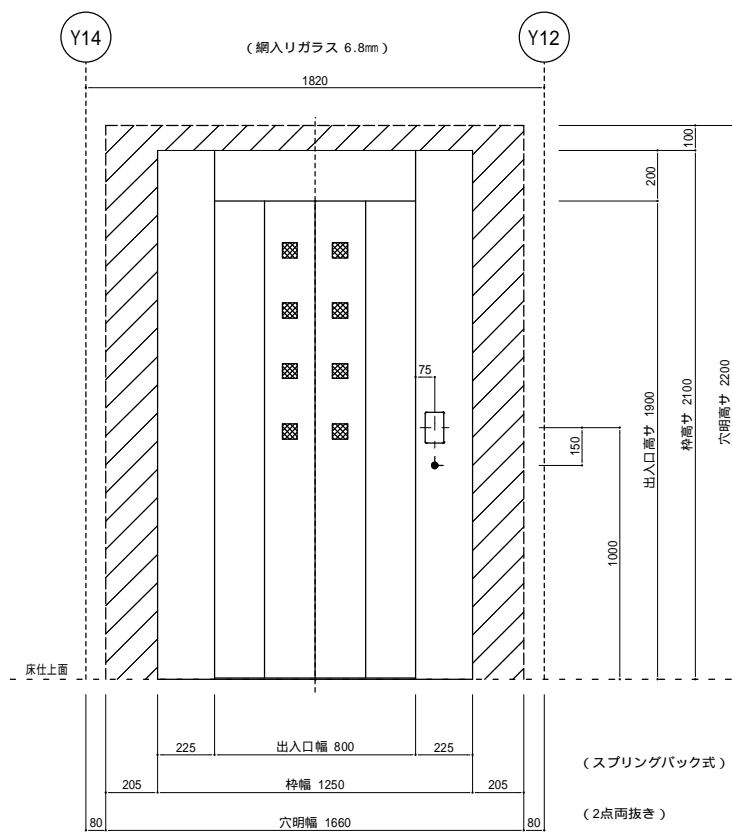 Y14
Y12
（網入リガラス 6.8㎜）
1820
100
200
75
出入口高サ 1900
枠高サ 2100
穴明高サ 2200
150
1000
床仕上面
225
出入口幅 800
225
205
枠幅 1250
205
80
穴明幅 1660
80
（スプリングバック式）
（2点両抜き）